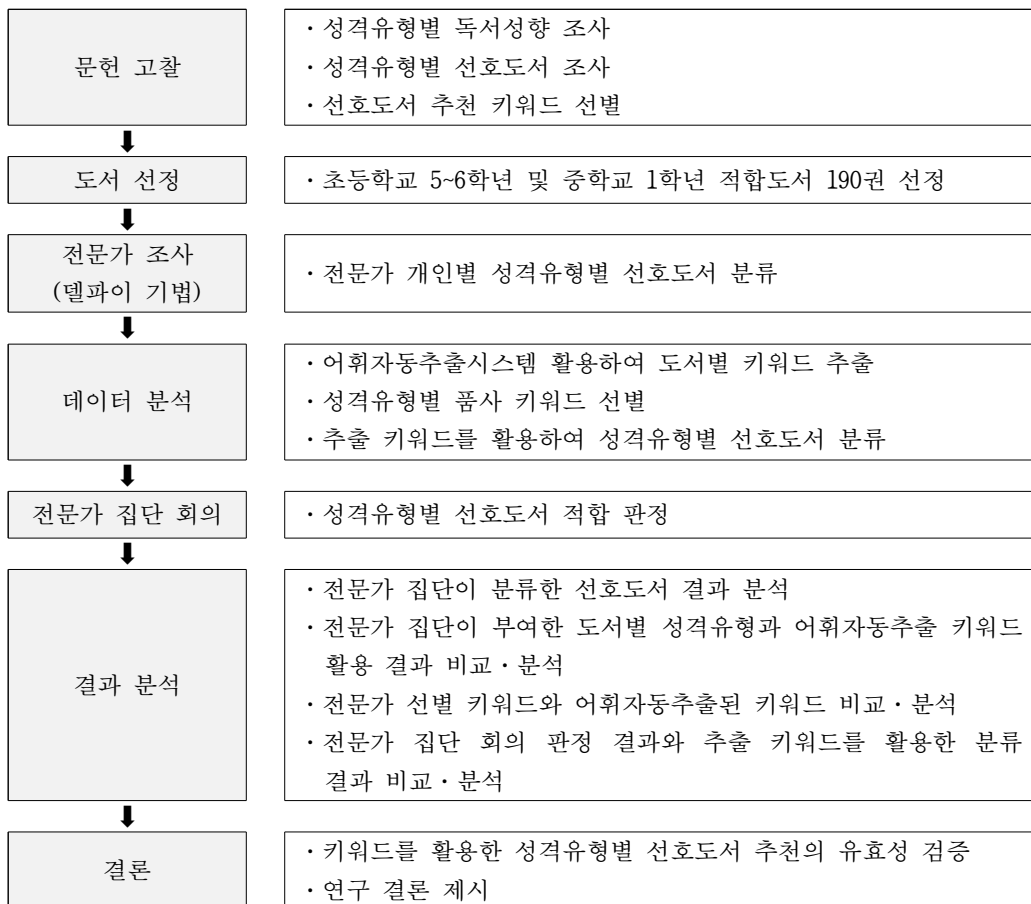 문헌 고찰
· 성격유형별 독서성향 조사
· 성격유형별 선호도서 조사
· 선호도서 추천 키워드 선별
도서 선정
· 초등학교 5~6학년 및 중학교 1학년 적합도서 190권 선정
전문가 조사
(델파이 기법)
· 전문가 개인별 성격유형별 선호도서 분류
데이터 분석
· 어휘자동추출시스템 활용하여 도서별 키워드 추출
· 성격유형별 품사 키워드 선별
· 추출 키워드를 활용하여 성격유형별 선호도서 분류
전문가 집단 회의
· 성격유형별 선호도서 적합 판정
결과 분석
· 전문가 집단이 분류한 선호도서 결과 분석
· 전문가 집단이 부여한 도서별 성격유형과 어휘자동추출 키워드
활용 결과 비교 · 분석
· 전문가 선별 키워드와 어휘자동추출된 키워드 비교 · 분석
· 전문가 집단 회의 판정 결과와 추출 키워드를 활용한 분류
결과 비교 · 분석
결론
· 키워드를 활용한 성격유형별 선호도서 추천의 유효성 검증
· 연구 결론 제시